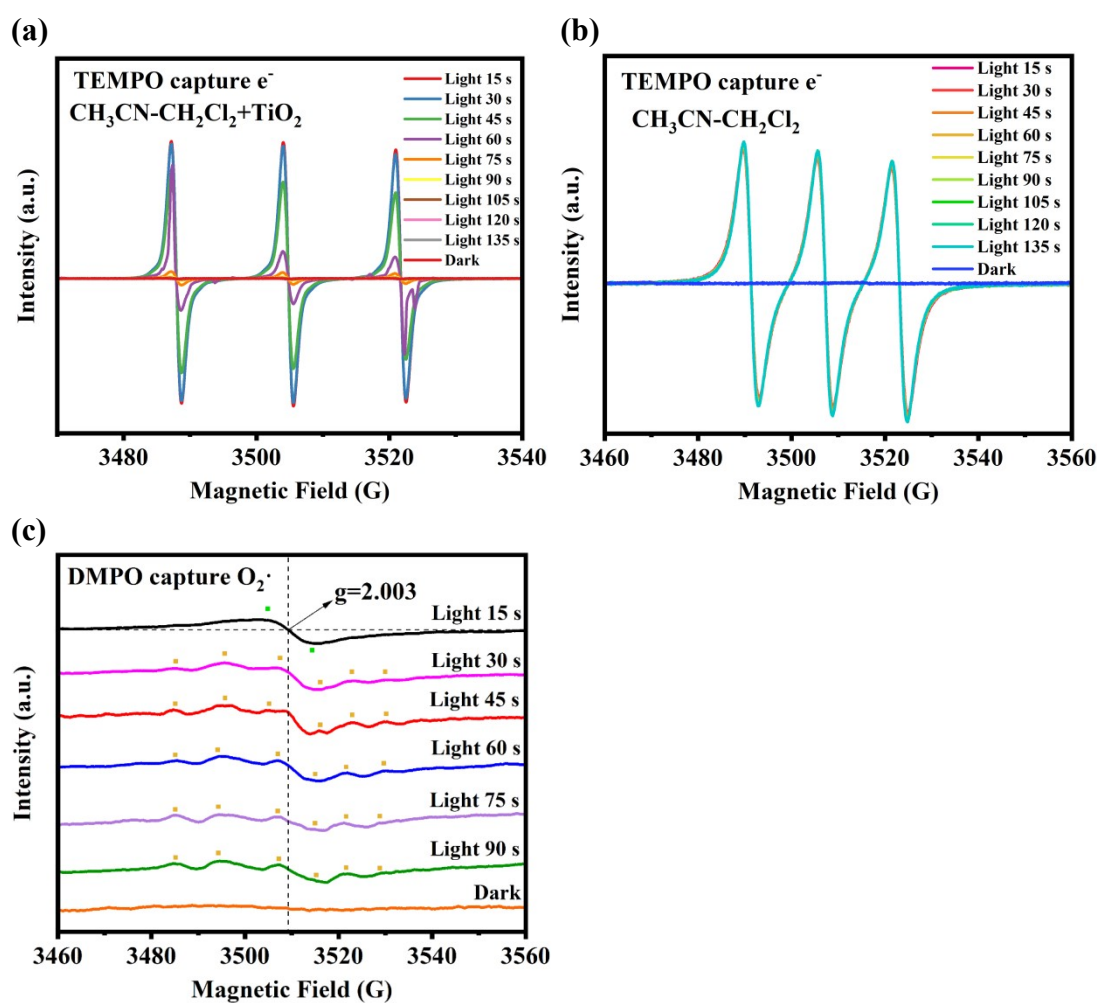 (a)
TEMPO capture e⁻
CH₃CN-CH₂Cl₂+TiO₂
Light 15 s
Light 30 s
Light 45 s
Light 60 s
Light 75 s
Light 90 s
Light 105 s
Light 120 s
Light 135 s
Dark
Intensity (a.u.)
3480 3500 3520 3540
Magnetic Field (G)
(b)
TEMPO capture e⁻
CH₃CN-CH₂Cl₂
Light 15 s
Light 30 s
Light 45 s
Light 60 s
Light 75 s
Light 90 s
Light 105 s
Light 120 s
Light 135 s
Dark
Intensity (a.u.)
3460 3480 3500 3520 3540 3560
Magnetic Field (G)
(c)
DMPO capture O₂·
g=2.003
Light 15 s
Light 30 s
Light 45 s
Light 60 s
Light 75 s
Light 90 s
Dark
Intensity (a.u.)
3460 3480 3500 3520 3540 3560
Magnetic Field (G)